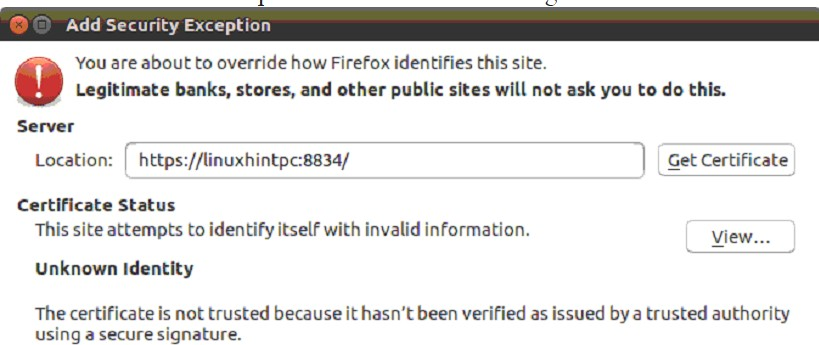 Add Security Exception
You are about to override how Firefox identifies this site.
Legitimate banks, stores, and other public sites will not ask you to do this.
Server
Location: https://linuxhintpc:8834/ Get Certificate
Certificate Status
This site attempts to identify itself with invalid information.
View...
Unknown Identity
The certificate is not trusted because it hasn't been verified as issued by a trusted authority
using a secure signature.